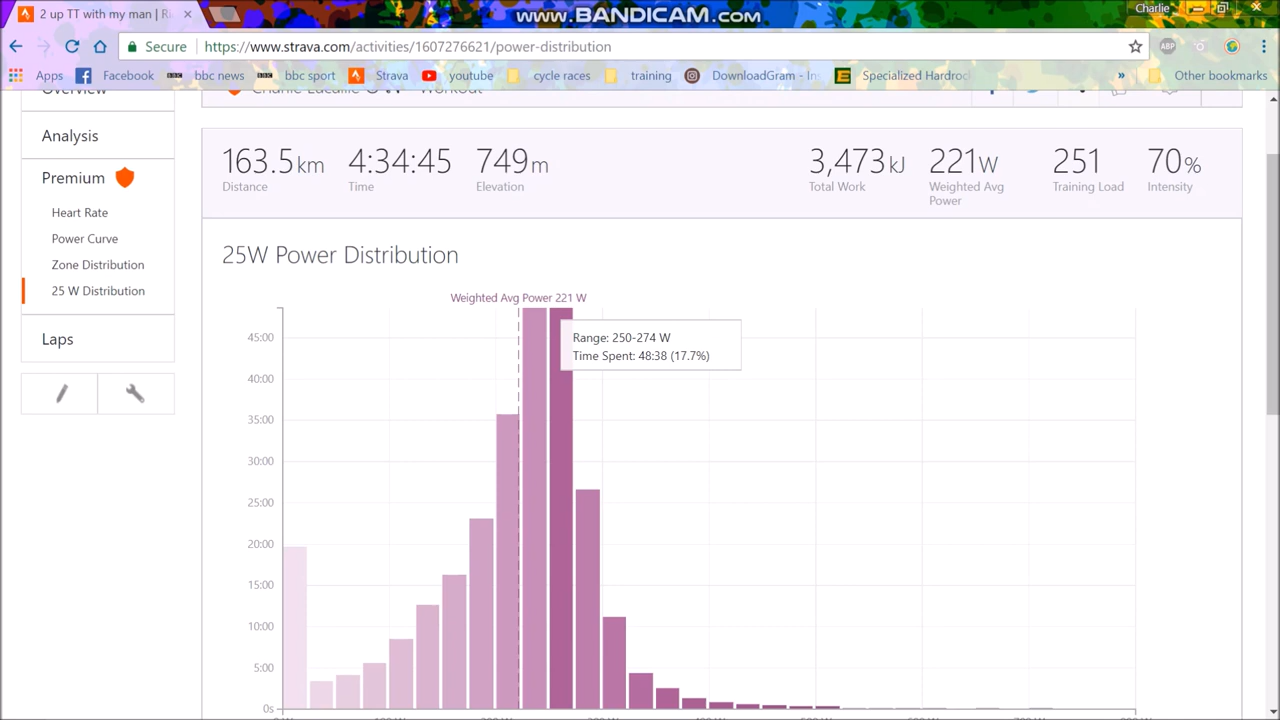 2 up TT with my man | Ri
www.BANDICAM.com
Charlie
Secure https://www.strava.com/activities/1607276621/power-distribution
ABP
Apps Faceb bbc news bbc sport Strava youtube cycle races training DownloadGram - In Specialized Hardroc » Other bookmarks
Overview
Analysis
Premium
Heart Rate
Power Curve
Zone Distribution
25 W Distribution
Laps
163.5km
Distance
4:34:45
Time
749m
Elevation
3,473kJ
Total Work
221W
Weighted Avg
Power
251
Training Load
70%
Intensity
25W Power Distribution
Weighted Avg Power 221 W
Range: 250-274 W
Time Spent: 48:38 (17.7%)
45:00
40:00
35:00
30:00
25:00
20:00
15:00
10:00
5:00
0s